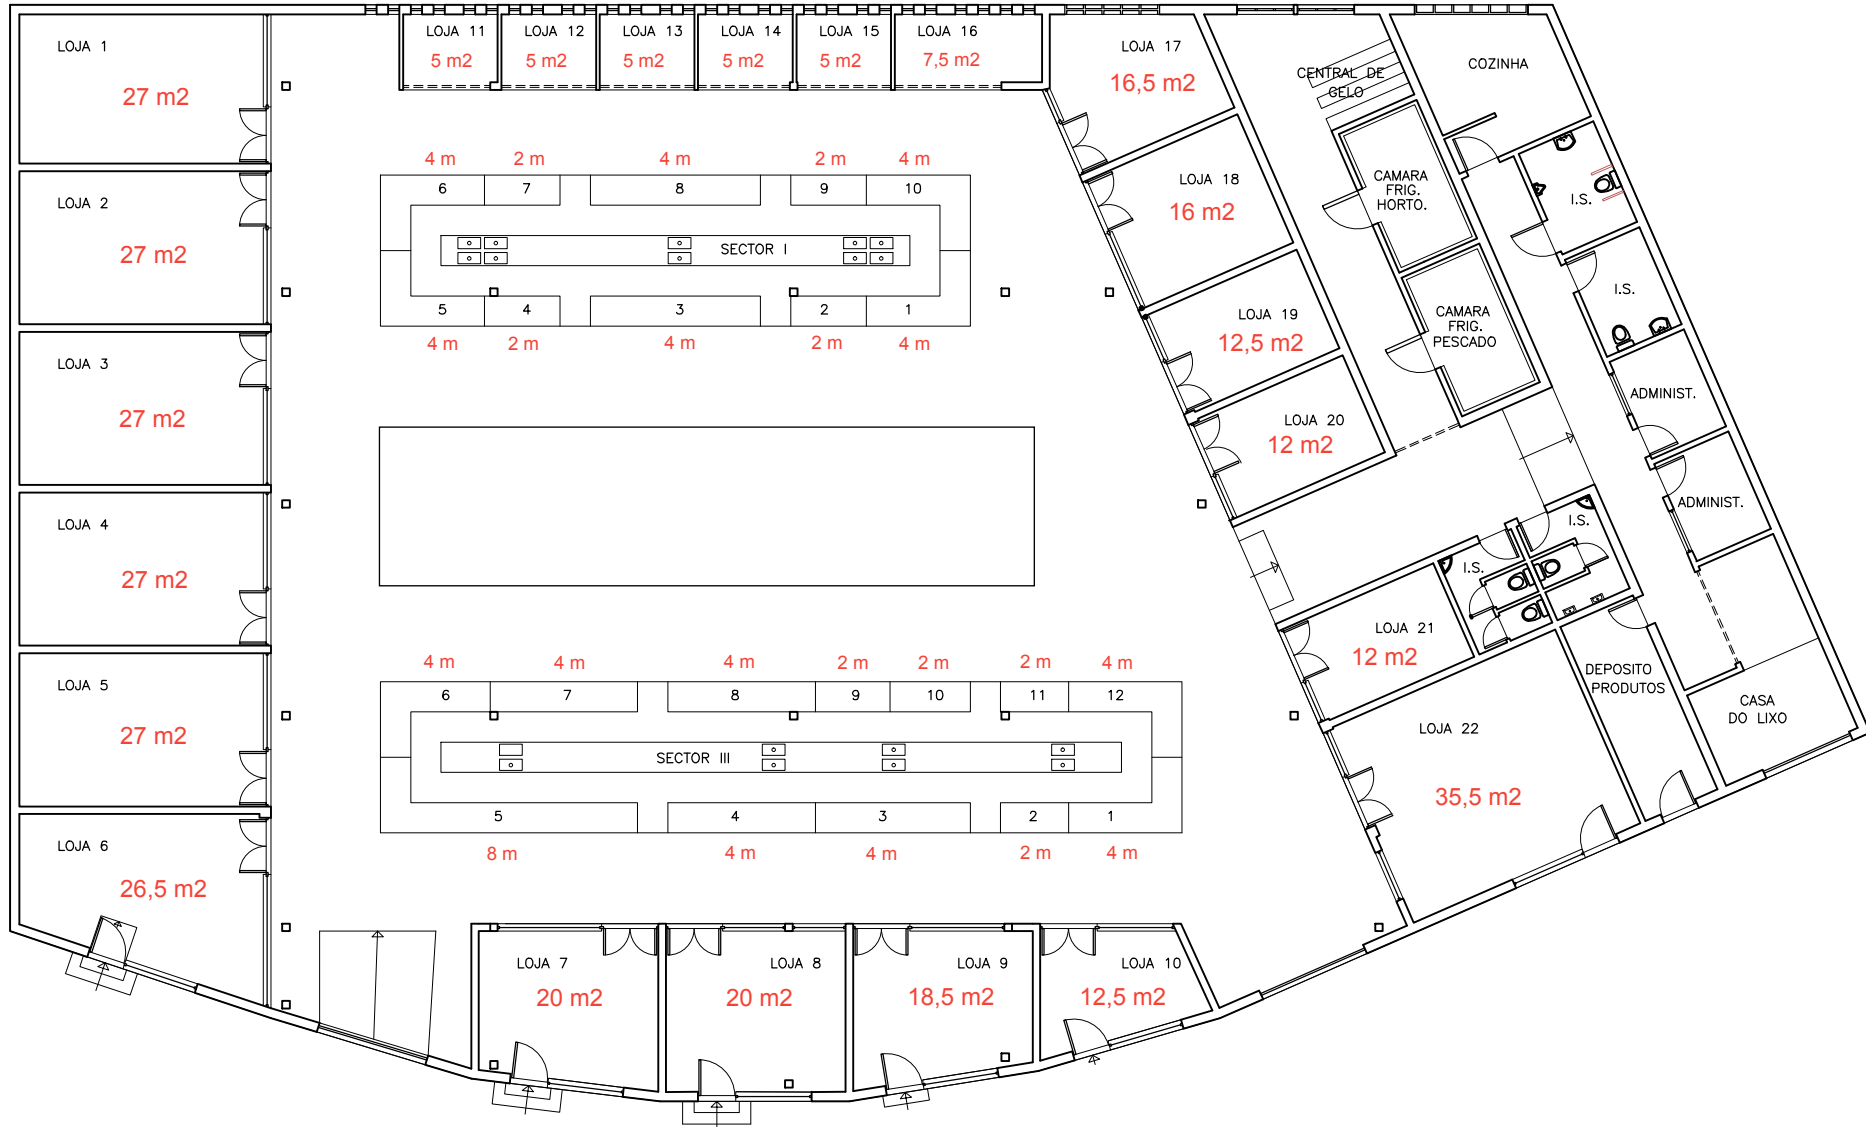 LOJA 1
27 m2
LOJA 2
27 m2
LOJA 3
27 m2
LOJA 4
27 m2
LOJA 5
27 m2
LOJA 6
26,5 m2
LOJA 11
5 m2
LOJA 12
5 m2
LOJA 13
5 m2
LOJA 14
5 m2
LOJA 15
5 m2
LOJA 16
7,5 m2
4 m 2 m 4 m 2 m 4 m
6 7 8 9 10
SECTOR I
5 4 3 2 1
4 m 2 m 4 m 2 m 4 m
4 m 4 m 4 m 2 m 2 m 2 m 4 m
6 7 8 9 10 11 12
SECTOR III
5 4 3 2 1
8 m 4 m 4 m 2 m 4 m
LOJA 7
20 m2
LOJA 8
20 m2
LOJA 9
18,5 m2
LOJA 10
12,5 m2
LOJA 17
16,5 m2
LOJA 18
16 m2
LOJA 19
12,5 m2
LOJA 20
12 m2
LOJA 21
12 m2
LOJA 22
35,5 m2
CENTRAL DE
GELO
COZINHA
CAMARA
FRIG.
HORTO.
I.S.
I.S.
CAMARA
FRIG.
PESCADO
ADMINIST.
ADMINIST.
I.S.
I.S.
DEPOSITO
PRODUTOS
CASA
DO LIXO